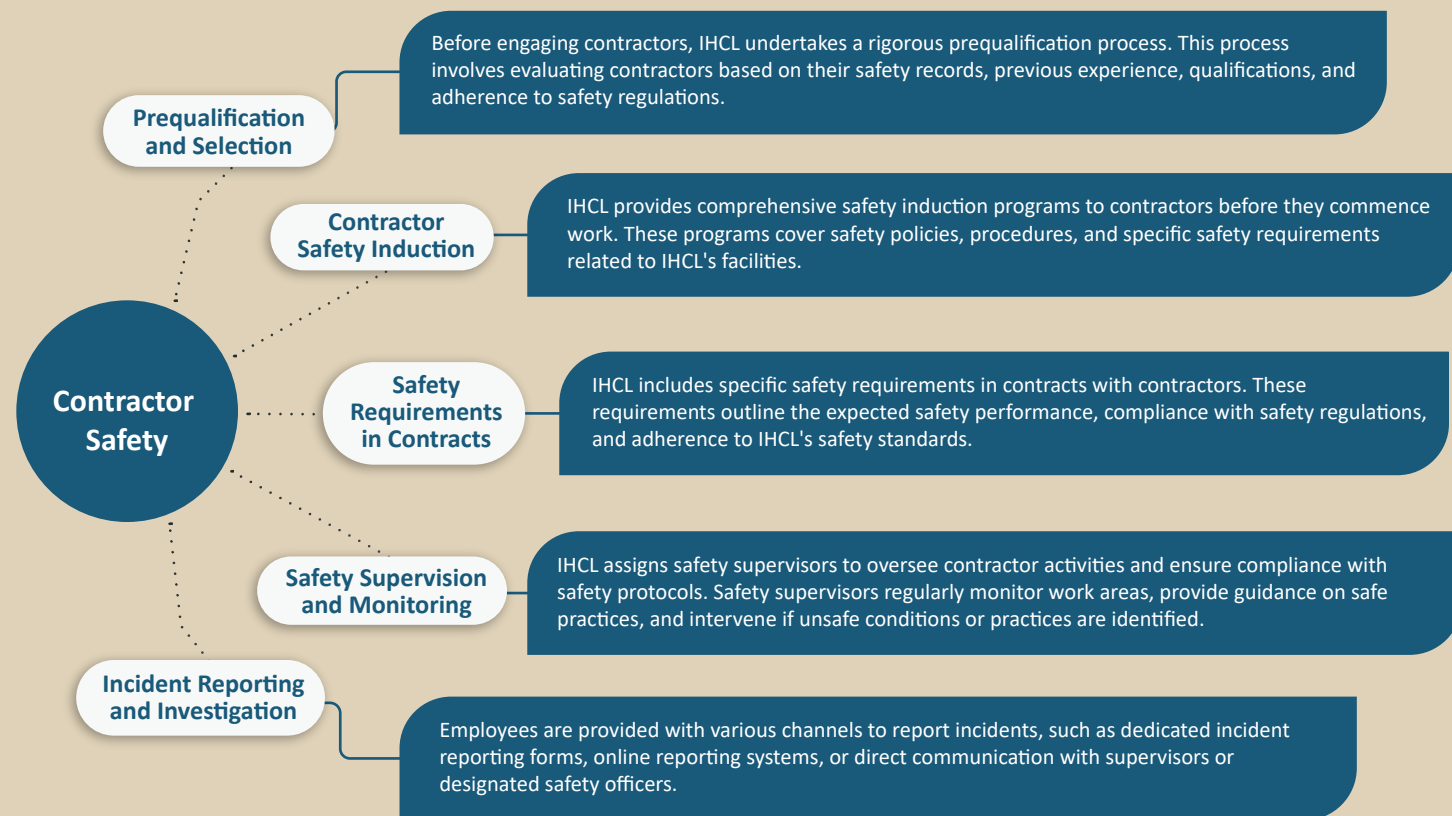 Before engaging contractors, IHCL undertakes a rigorous prequalification process. This process
involves evaluating contractors based on their safety records, previous experience, qualifications, and
adherence to safety regulations.
Prequalification
and Selection
IHCL provides comprehensive safety induction programs to contractors before they commence
work. These programs cover safety policies, procedures, and specific safety requirements
related to IHCL's facilities.
Contractor
Safety Induction
Contractor
Safety
Safety
Requirements
in Contracts
IHCL includes specific safety requirements in contracts with contractors. These
requirements outline the expected safety performance, compliance with safety regulations,
and adherence to IHCL's safety standards.
Safety Supervision
and Monitoring
IHCL assigns safety supervisors to oversee contractor activities and ensure compliance with
safety protocols. Safety supervisors regularly monitor work areas, provide guidance on safe
practices, and intervene if unsafe conditions or practices are identified.
Incident Reporting
and Investigation
Employees are provided with various channels to report incidents, such as dedicated incident
reporting forms, online reporting systems, or direct communication with supervisors or
designated safety officers.